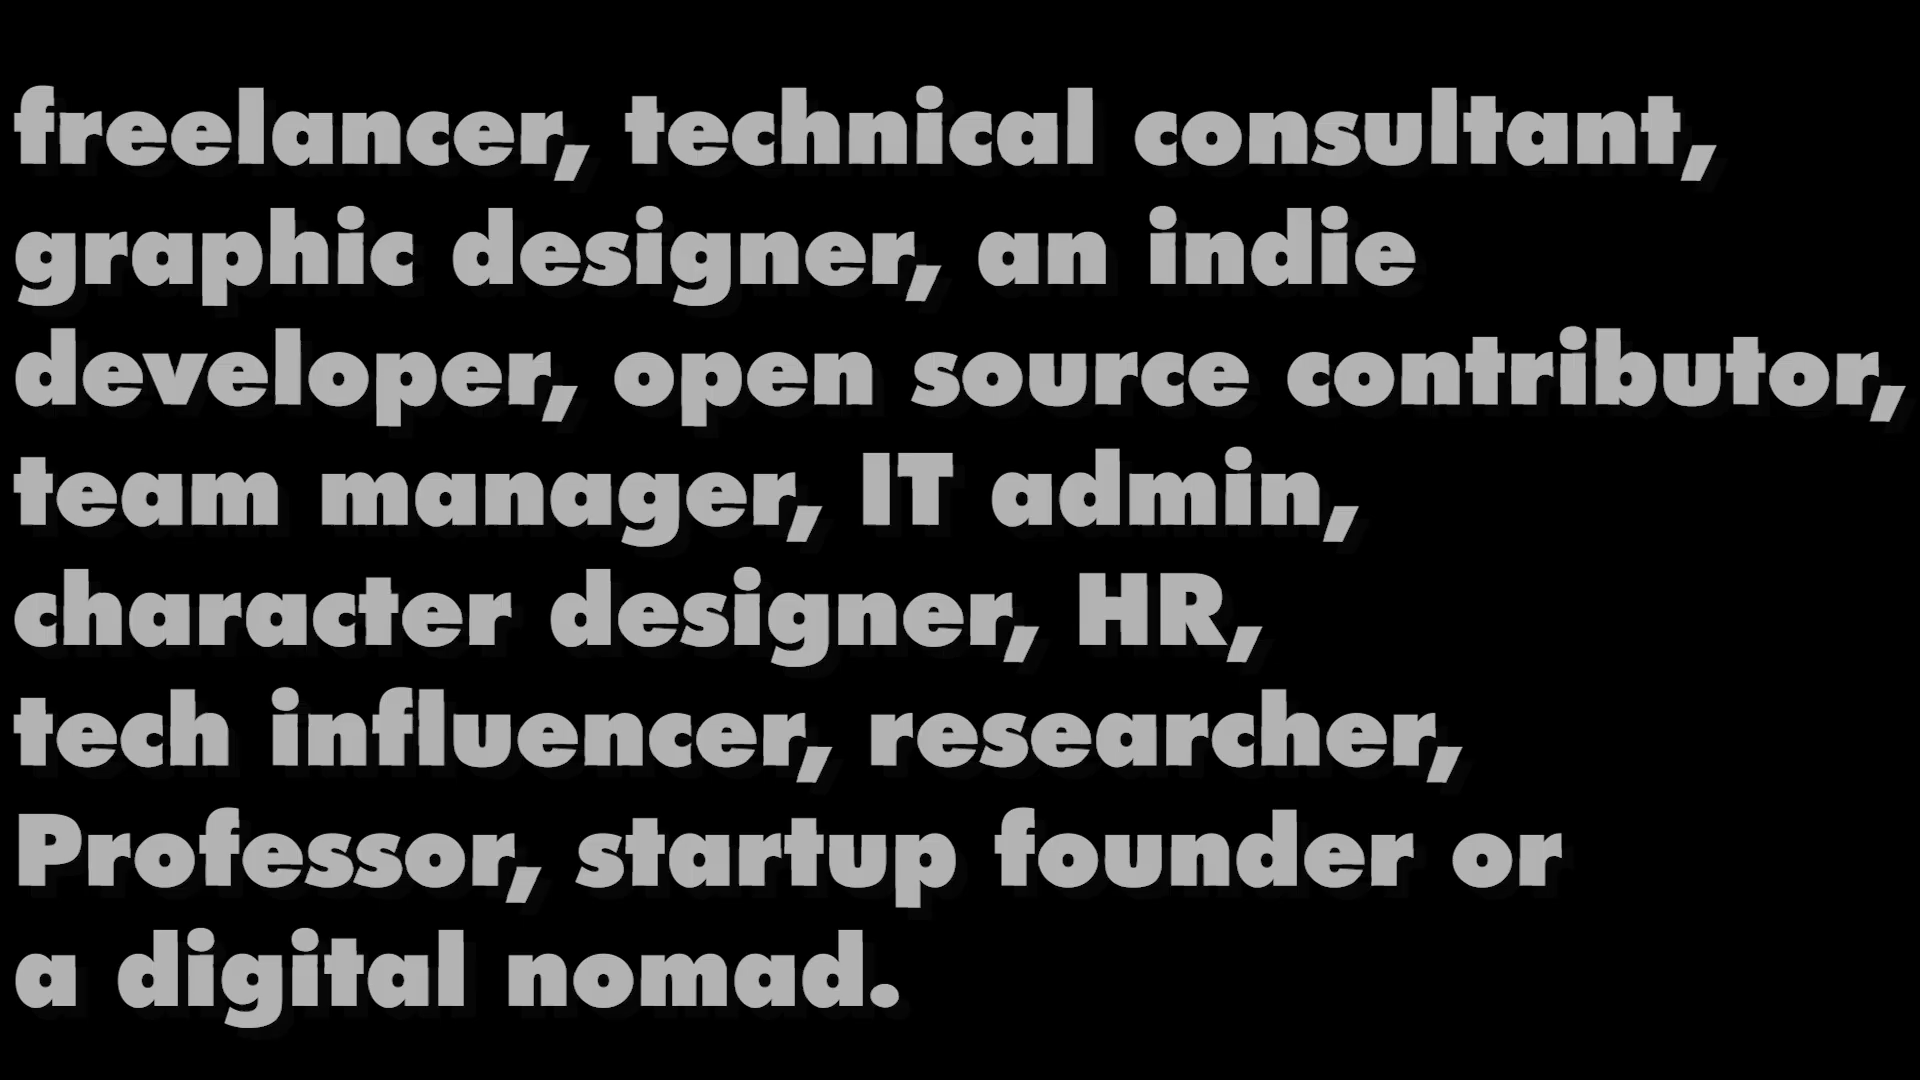 freelancer, technical consultant,
graphic designer, an indie
developer, open source contributor,
team manager, IT admin,
character designer, HR,
tech influencer, researcher,
Professor, startup founder or
a digital nomad.